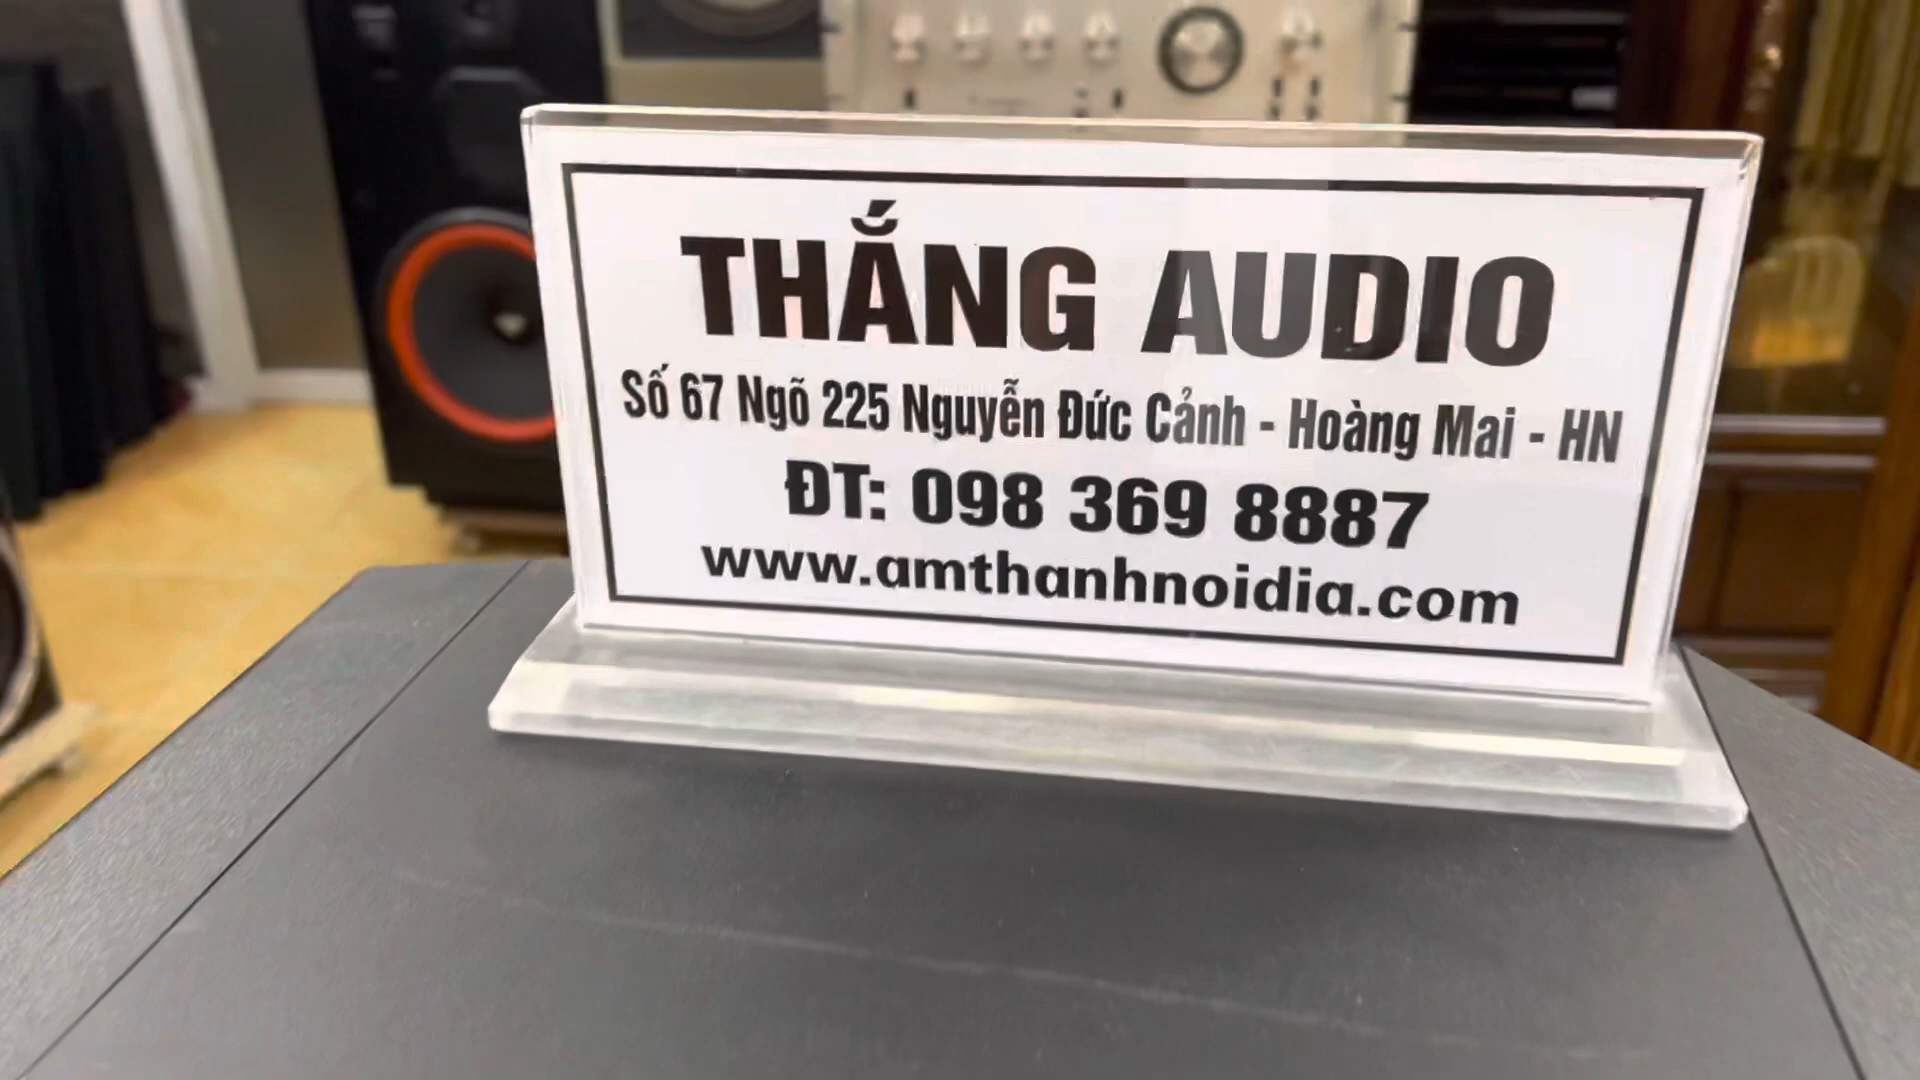 THẮNG AUDIO
Số 67 Ngõ 225 Nguyễn Đức Cảnh - Hoàng Mai - HN
ĐT: 098 369 8887
www.amthanhnoidia.com